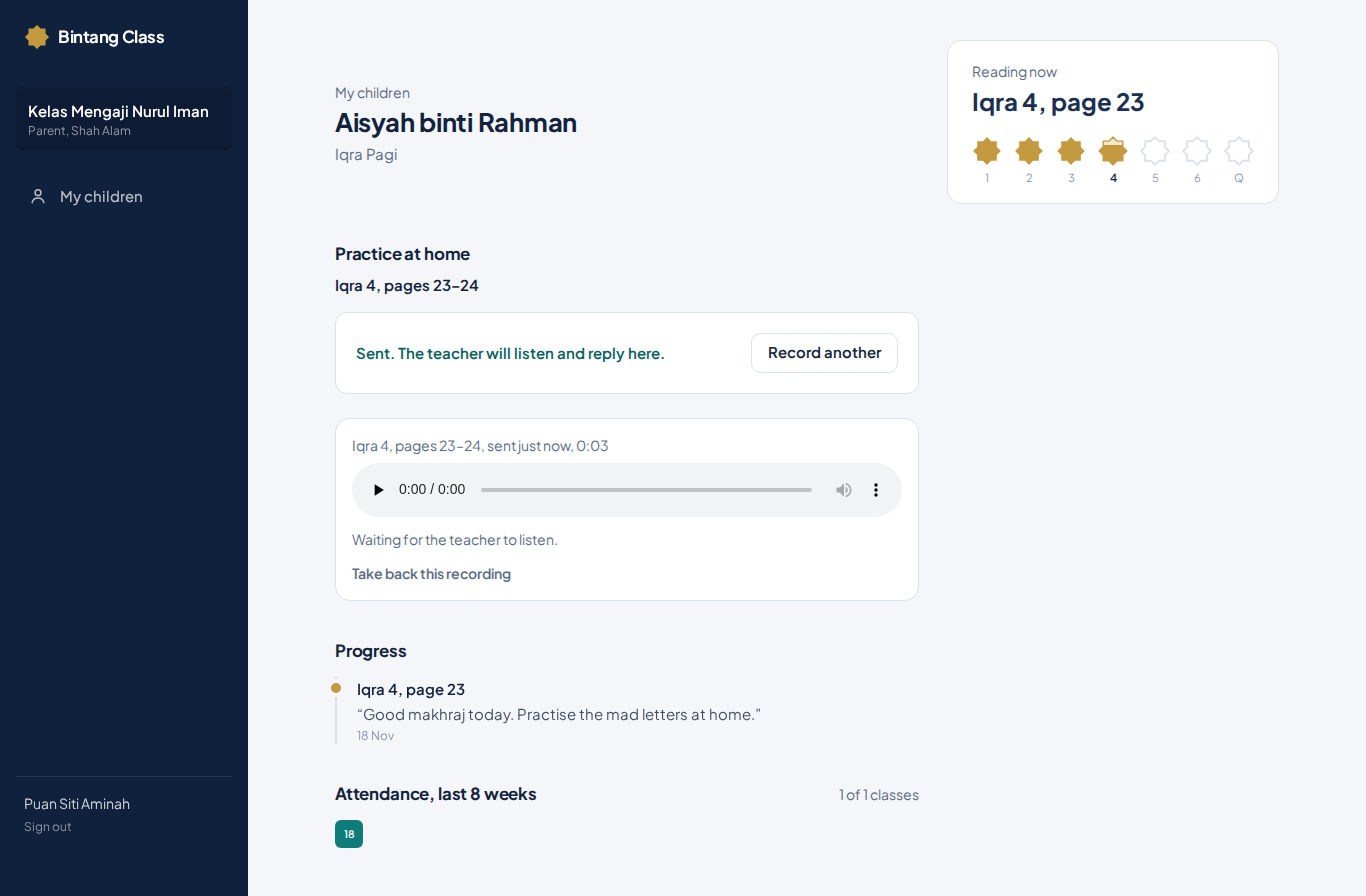 Bintang Class
Kelas Mengaji Nurul Iman
Parent, Shah Alam
My children
Puan Siti Aminah
Sign out
My children
Aisyah binti Rahman
Iqra Pagi
Reading now
Iqra 4, page 23
1 2 3 4 5 6 Q
Practice at home
Iqra 4, pages 23–24
Sent. The teacher will listen and reply here.
Record another
Iqra 4, pages 23–24, sent just now, 0:03
0:00 / 0:00
Waiting for the teacher to listen.
Take back this recording
Progress
Iqra 4, page 23
“Good makhraj today. Practise the mad letters at home.”
18 Nov
Attendance, last 8 weeks
1 of 1 classes
18